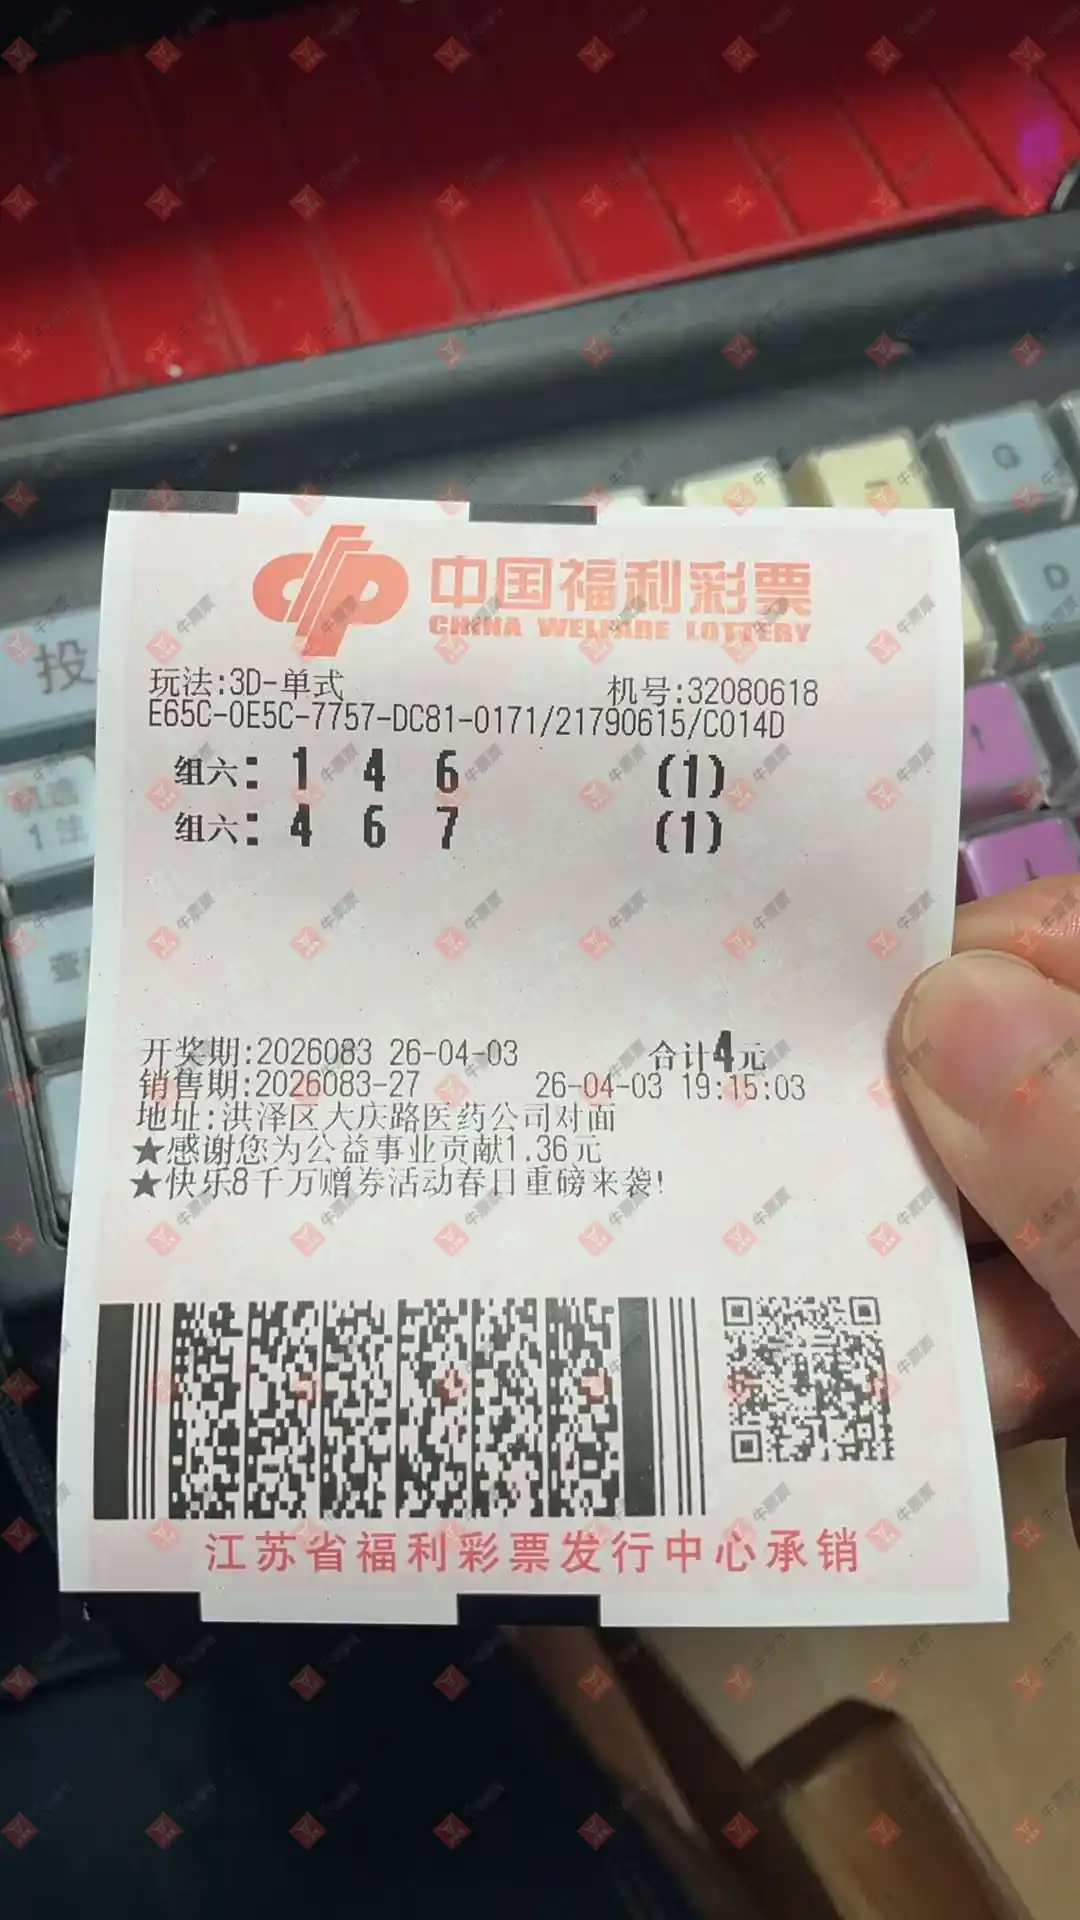 中国福利彩票
CHINA WELFARE LOTTERY
玩法:3D-单式 机号:32080618
E65C-0E5C-7757-DC81-0171/21790615/C014D
组六: 1 4 6 (1)
组六: 4 6 7 (1)
开奖期:2026083 26-04-03 合计4元
销售期:2026083-27 26-04-03 19:15:03
地址:洪泽区大庆路医药公司对面
★感谢您为公益事业贡献1.36元
★快乐8千万赠券活动春日重磅来袭!
江苏省福利彩票发行中心承销
投
1注
G
D
牛票票